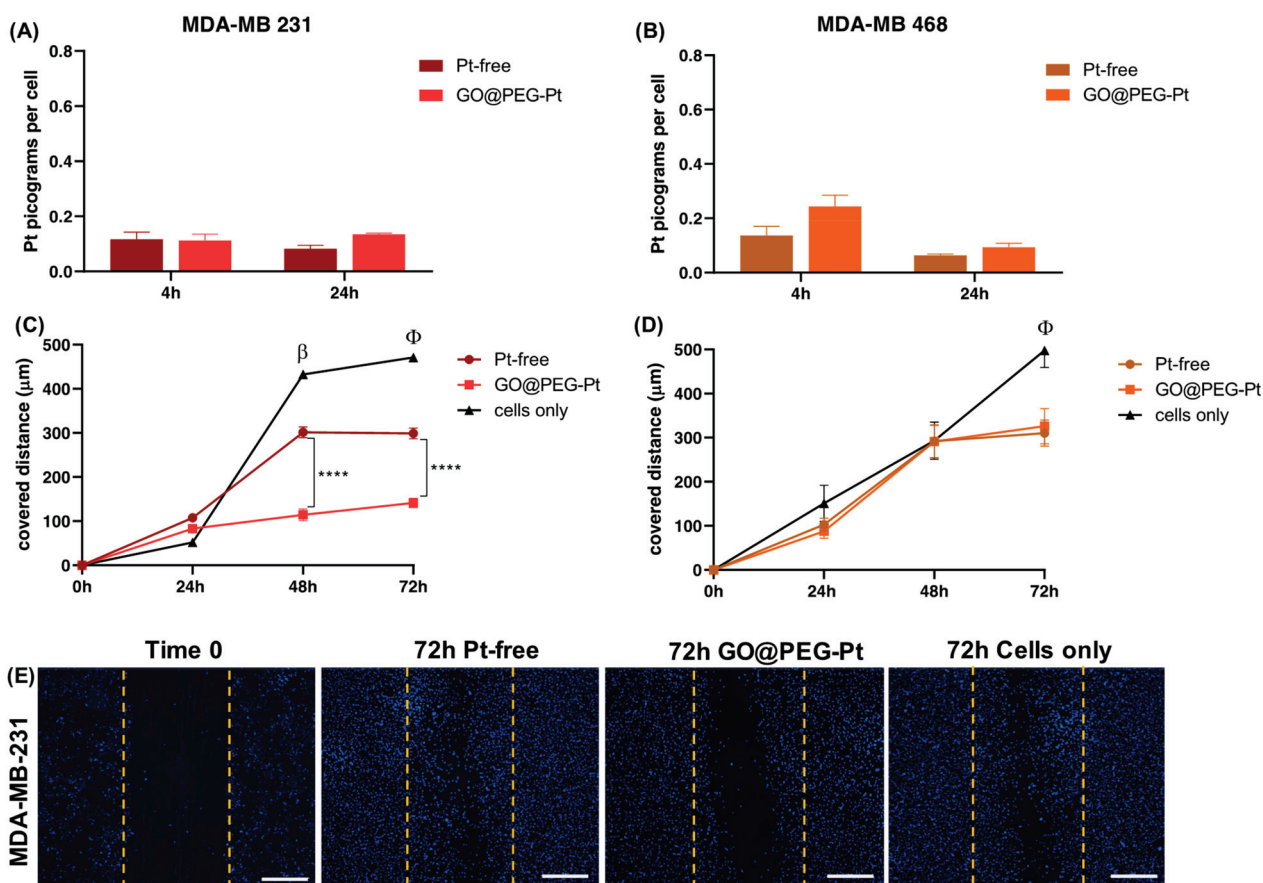 (A)
MDA-MB 231
Pt picograms per cell
0.8
0.6
0.4
0.2
0.0
4h
24h
Pt-free
GO@PEG-Pt
(B)
MDA-MB 468
Pt picograms per cell
0.8
0.6
0.4
0.2
0.0
4h
24h
Pt-free
GO@PEG-Pt
(C)
covered distance (μm)
500
400
300
200
100
0
0h
24h
48h
72h
β
Φ
****
****
Pt-free
GO@PEG-Pt
cells only
(D)
covered distance (μm)
500
400
300
200
100
0
0h
24h
48h
72h
Φ
Pt-free
GO@PEG-Pt
cells only
(E)
MDA-MB-231
Time 0
72h Pt-free
72h GO@PEG-Pt
72h Cells only